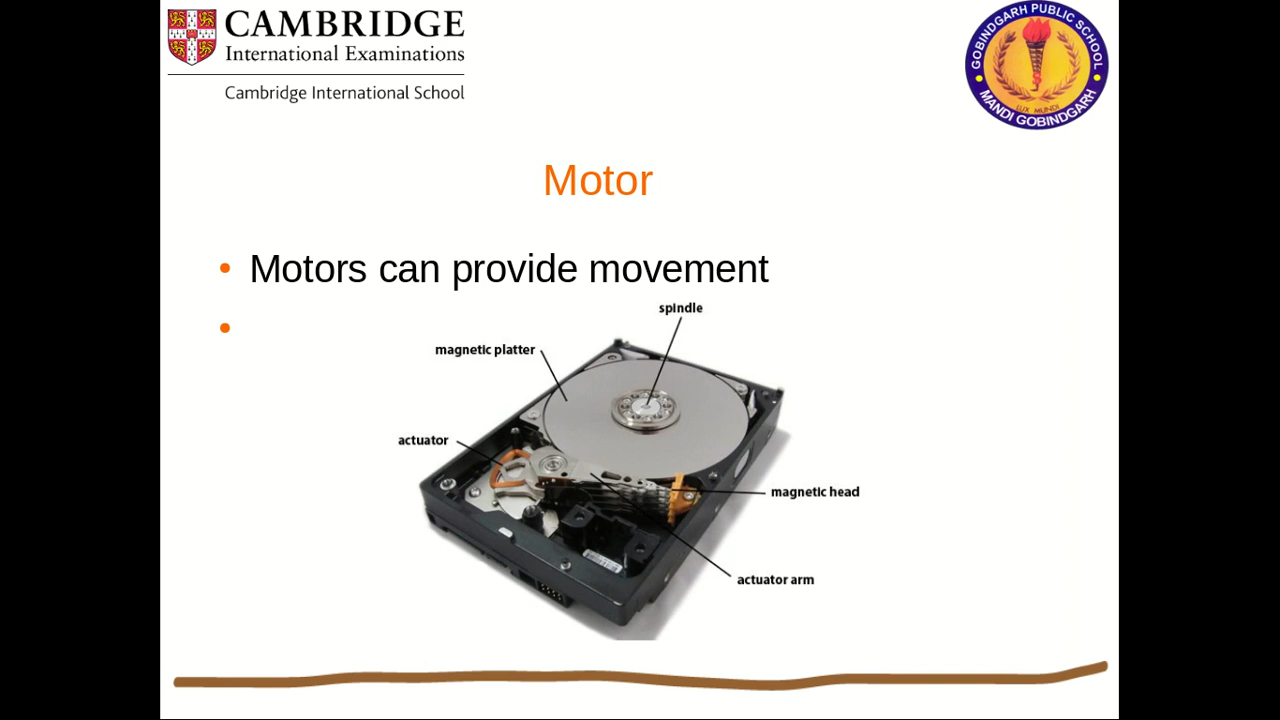 CAMBRIDGE
International Examinations
Cambridge International School
GOBINDGARH PUBLIC SCHOOL
LUX MUNDI
MANDI GOBINDGARH
Motor
Motors can provide movement
spindle
magnetic platter
actuator
magnetic head
actuator arm